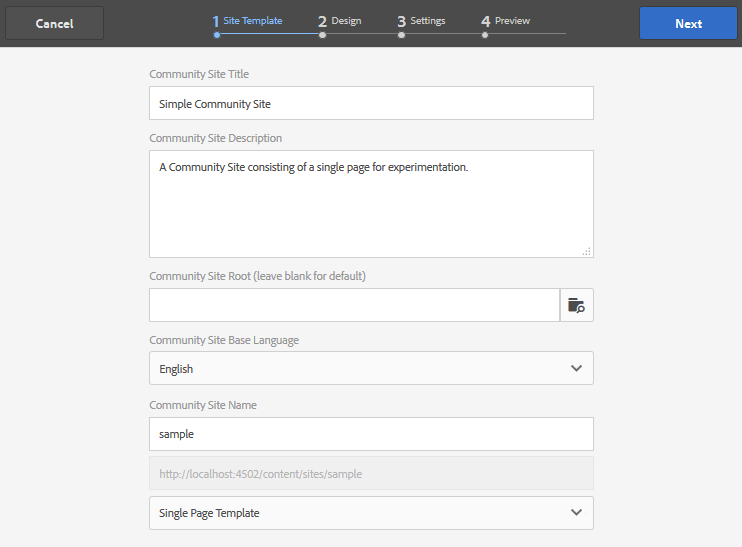 Cancel
1 Site Template
2 Design
3 Settings
4 Preview
Next
Community Site Title
Simple Community Site
Community Site Description
A Community Site consisting of a single page for experimentation.
Community Site Root (leave blank for default)
Community Site Base Language
English
Community Site Name
sample
http://localhost:4502/content/sites/sample
Single Page Template